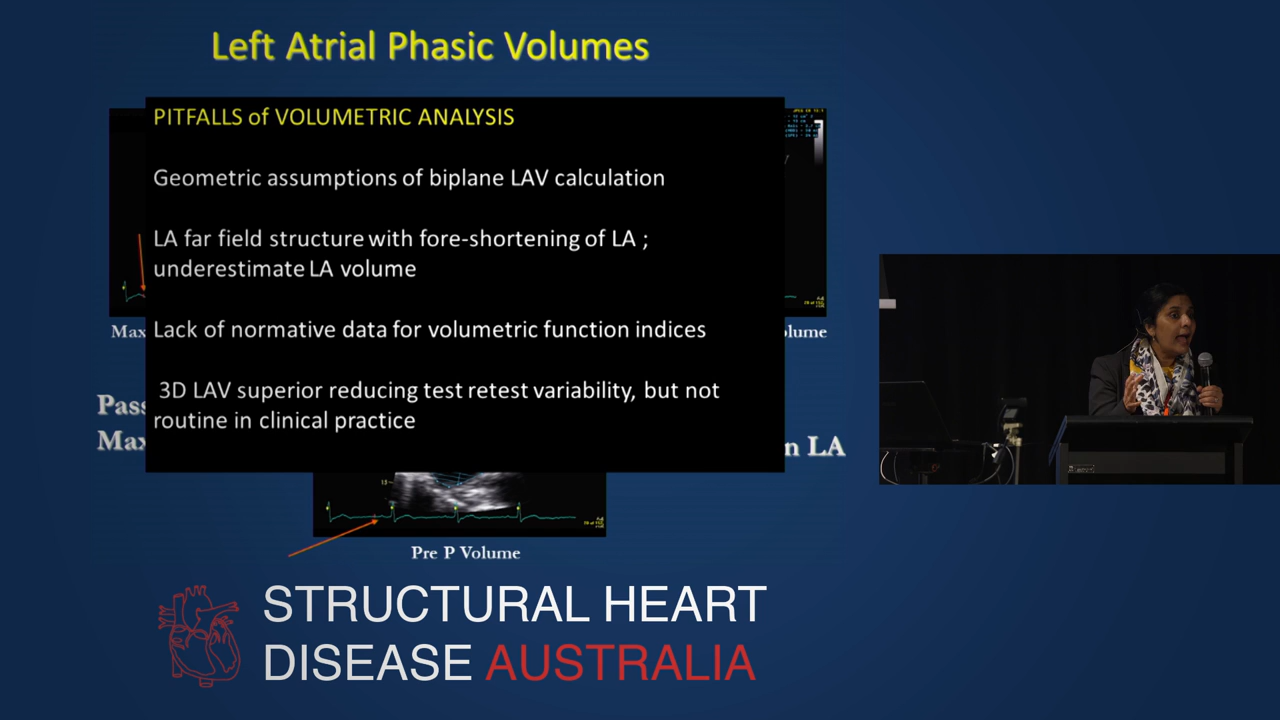 Left Atrial Phasic Volumes
PITFALLS of VOLUMETRIC ANALYSIS
Geometric assumptions of biplane LAV calculation
LA far field structure with fore-shortening of LA ;
underestimate LA volume
Lack of normative data for volumetric function indices
3D LAV superior reducing test retest variability, but not
routine in clinical practice
Max
lume
Pass
Max
n LA
Pre P Volume
STRUCTURAL HEART
DISEASE AUSTRALIA